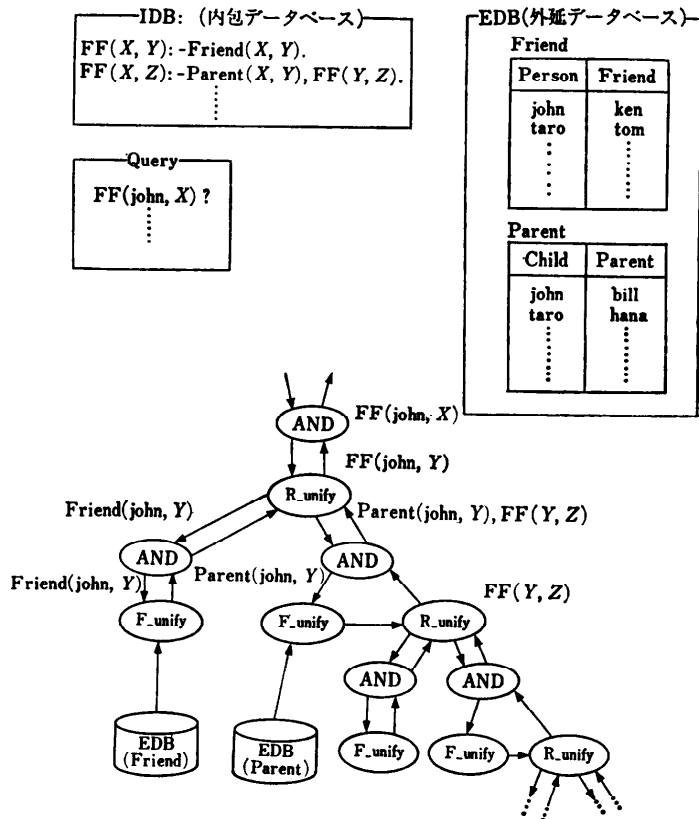 IDB: (内包データベース)
FF(X, Y): -Friend(X, Y).
FF(X, Z): -Parent(X, Y), FF(Y, Z).
Query
FF(john, X) ?
EDB(外延データベース)
Friend
Person Friend
john ken
taro tom
Parent
Child Parent
john bill
taro hana
AND
FF(john, X)
FF(john, Y)
R_unify
Friend(john, Y)
Parent(john, Y), FF(Y, Z)
AND
AND
Friend(john, Y)
Parent(john, Y)
FF(Y, Z)
F_unify
F_unify
R_unify
AND
AND
EDB
(Friend)
EDB
(Parent)
F_unify
F_unify
R_unify